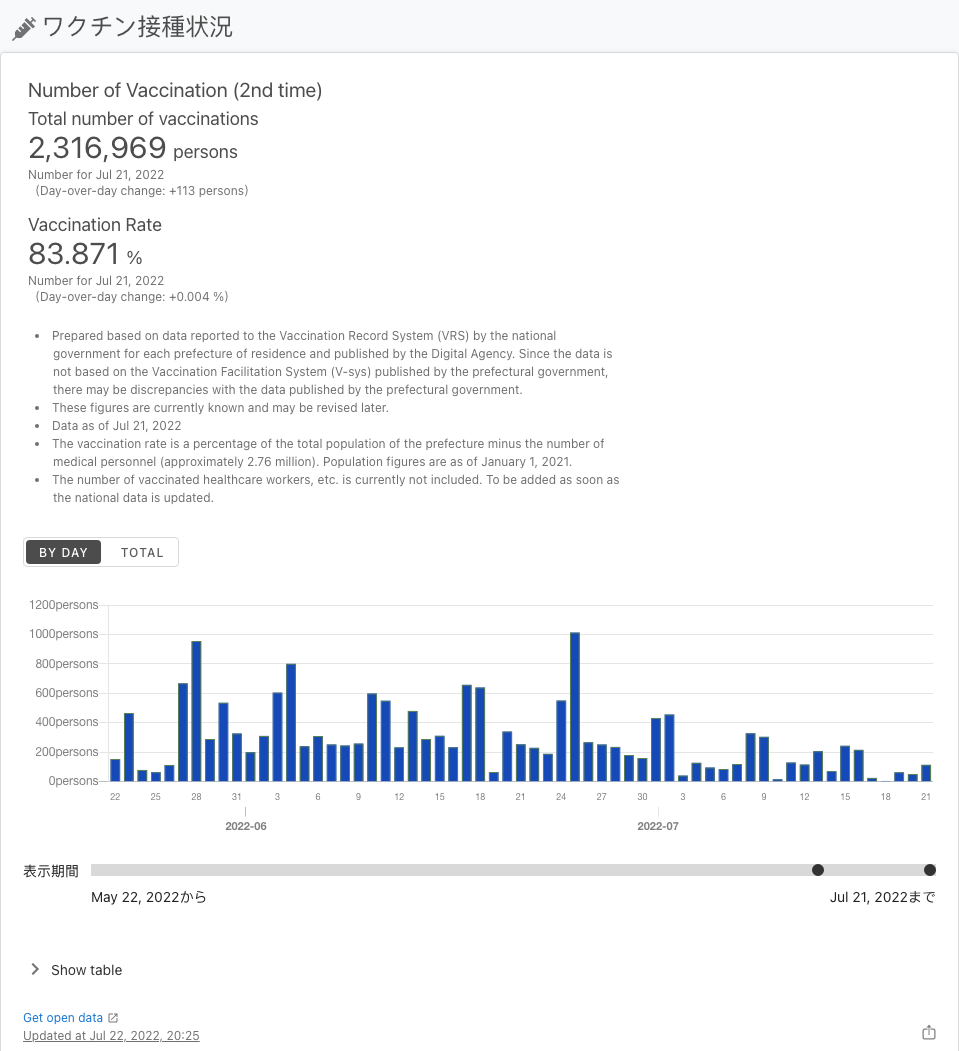 ワクチン接種状況
Number of Vaccination (2nd time)
Total number of vaccinations
2,316,969 persons
Number for Jul 21, 2022
(Day-over-day change: +113 persons)
Vaccination Rate
83.871 %
Number for Jul 21, 2022
(Day-over-day change: +0.004 %)
• Prepared based on data reported to the Vaccination Record System (VRS) by the national
government for each prefecture of residence and published by the Digital Agency. Since the data is
not based on the Vaccination Facilitation System (V-sys) published by the prefectural government,
there may be discrepancies with the data published by the prefectural government.
• These figures are currently known and may be revised later.
• Data as of Jul 21, 2022
• The vaccination rate is a percentage of the total population of the prefecture minus the number of
medical personnel (approximately 2.76 million). Population figures are as of January 1, 2021.
• The number of vaccinated healthcare workers, etc. is currently not included. To be added as soon as
the national data is updated.
BY DAY TOTAL
1200persons
1000persons
800persons
600persons
400persons
200persons
0persons
22 25 28 31 3 6 9 12 15 18 21 24 27 30 3 6 9 12 15 18 21
2022-06 2022-07
表示期間
May 22, 2022から Jul 21, 2022まで
Show table
Get open data
Updated at Jul 22, 2022, 20:25